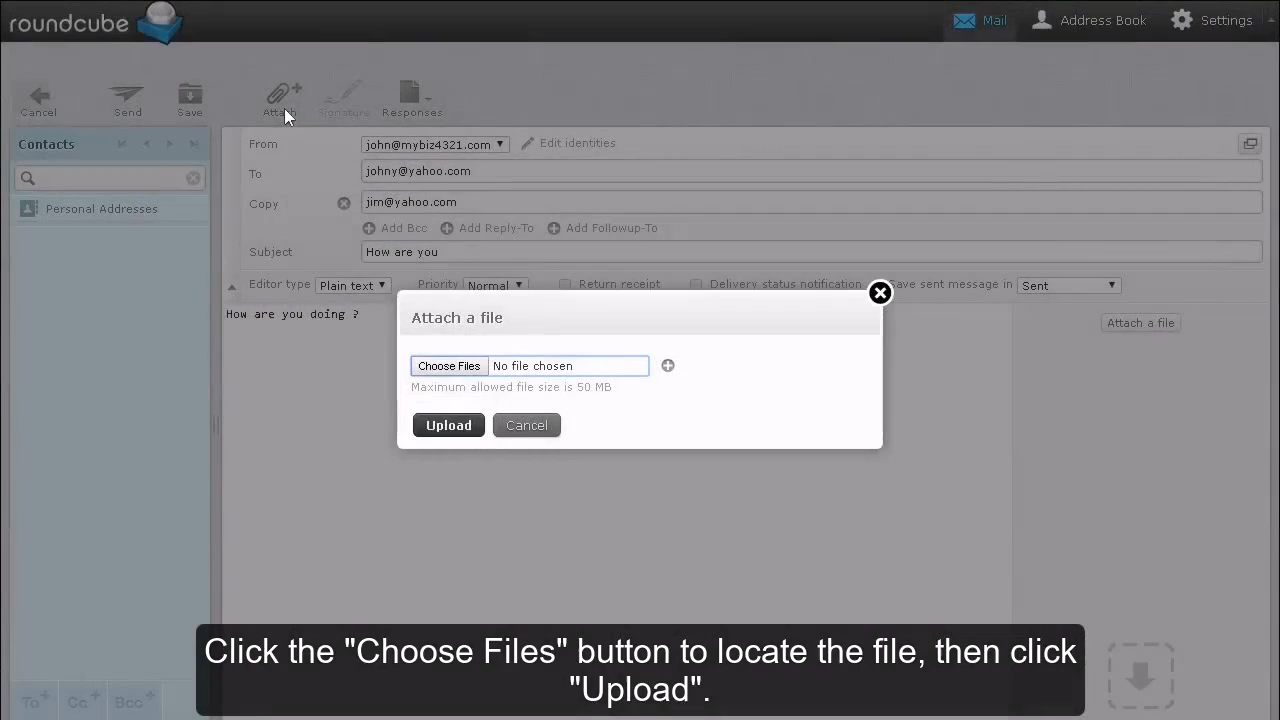 roundcube
Mail
Address Book
Settings
Cancel
Send
Save
Attach
Signature
Responses
Contacts
Personal Addresses
From
john@mybiz4321.com
Edit identities
To
johny@yahoo.com
Copy
jim@yahoo.com
Add Bcc
Add Reply-To
Add Followup-To
Subject
How are you
Editor type
Plain text
Priority
Normal
Return receipt
Delivery status notification
Save sent message in
Sent
How are you doing ?
Attach a file
Attach a file
Choose Files
No file chosen
Maximum allowed file size is 50 MB
Upload
Cancel
Click the "Choose Files" button to locate the file, then click
"Upload".
To+
Cc+
Bcc+